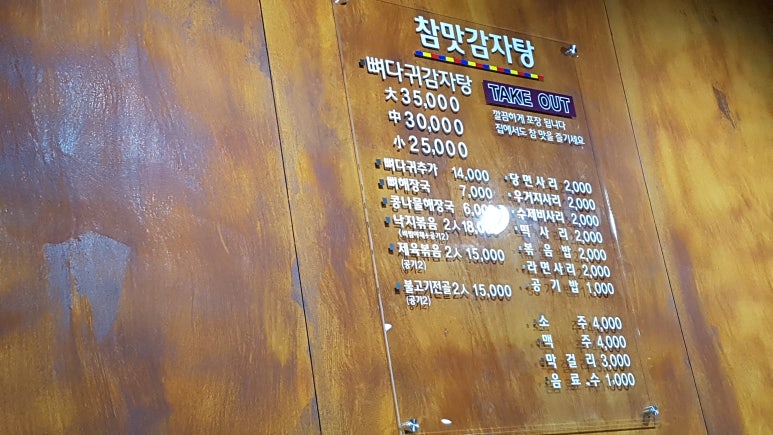 참맛감자탕
뼈다귀감자탕
大 35,000
中 30,000
小 25,000
TAKE OUT
깔끔하게 포장 됩니다
집에서도 참 맛을 즐기세요
뼈다귀추가 14,000
뼈해장국 7,000
콩나물해장국 6,000
낙지볶음 2人 18,000
제육볶음 2人 15,000
(공기2)
불고기전골 2人 15,000
(공기2)
당면사리 2,000
우거지사리 2,000
수제비사리 2,000
떡 사 리 2,000
볶 음 밥 2,000
라면사리 2,000
공 기 밥 1,000
소 주 4,000
맥 주 4,000
막 걸 리 3,000
음 료 수 1,000